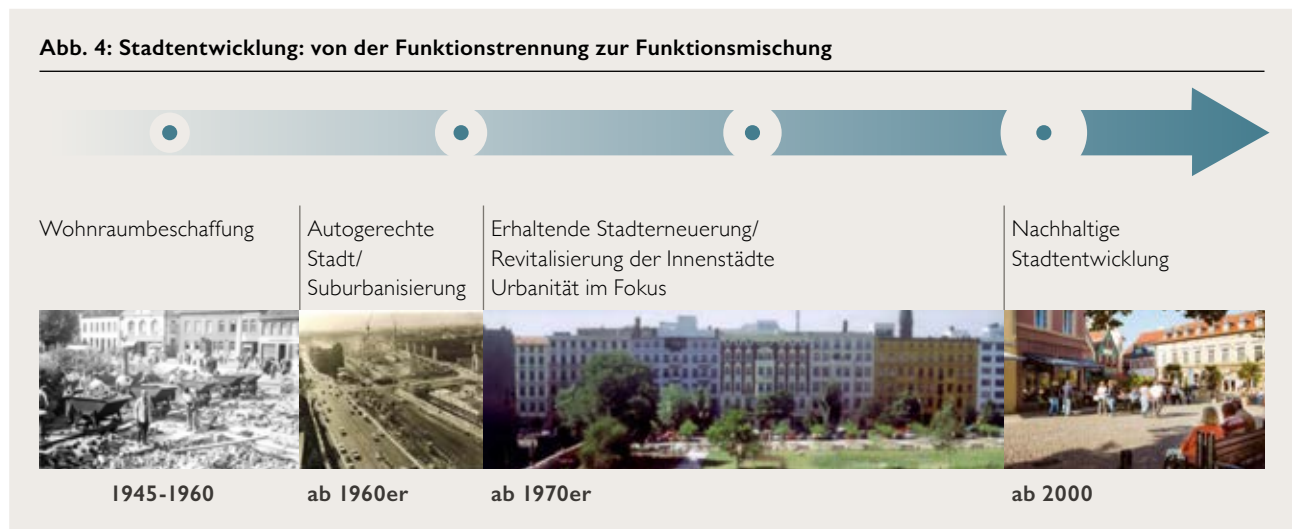 Abb. 4: Stadtentwicklung: von der Funktionstrennung zur Funktionsmischung
Wohnraumbeschaffung
Autogerechte
Stadt/
Suburbanisierung
Erhaltende Stadterneuerung/
Revitalisierung der Innenstädte
Urbanität im Fokus
Nachhaltige
Stadtentwicklung
1945-1960
ab 1960er
ab 1970er
ab 2000